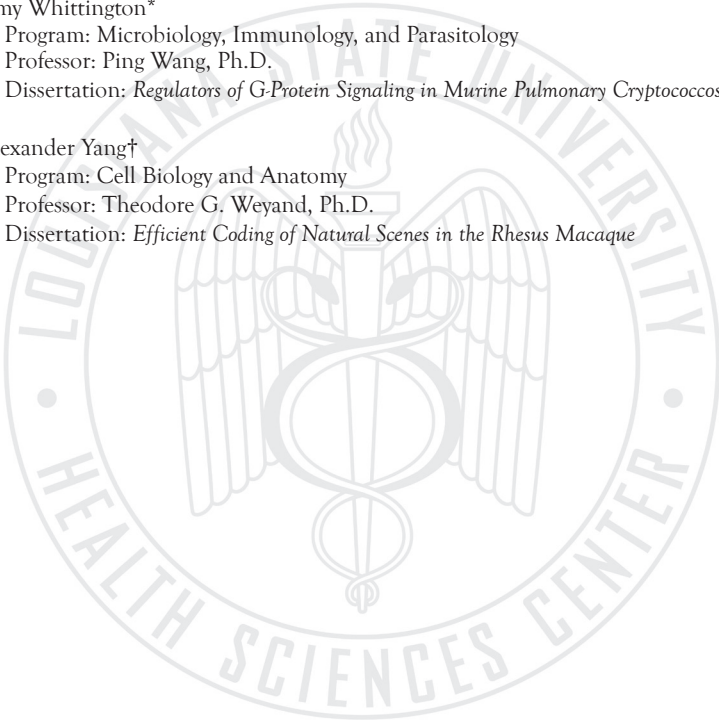 my Whittington*
Program: Microbiology, Immunology, and Parasitology
Professor: Ping Wang, Ph.D.
Dissertation: Regulators of G-Protein Signaling in Murine Pulmonary Cryptococcos
exander Yang†
Program: Cell Biology and Anatomy
Professor: Theodore G. Weyand, Ph.D.
Dissertation: Efficient Coding of Natural Scenes in the Rhesus Macaque
LOUISIANA STATE UNIVERSITY
HEALTH SCIENCES CENTER